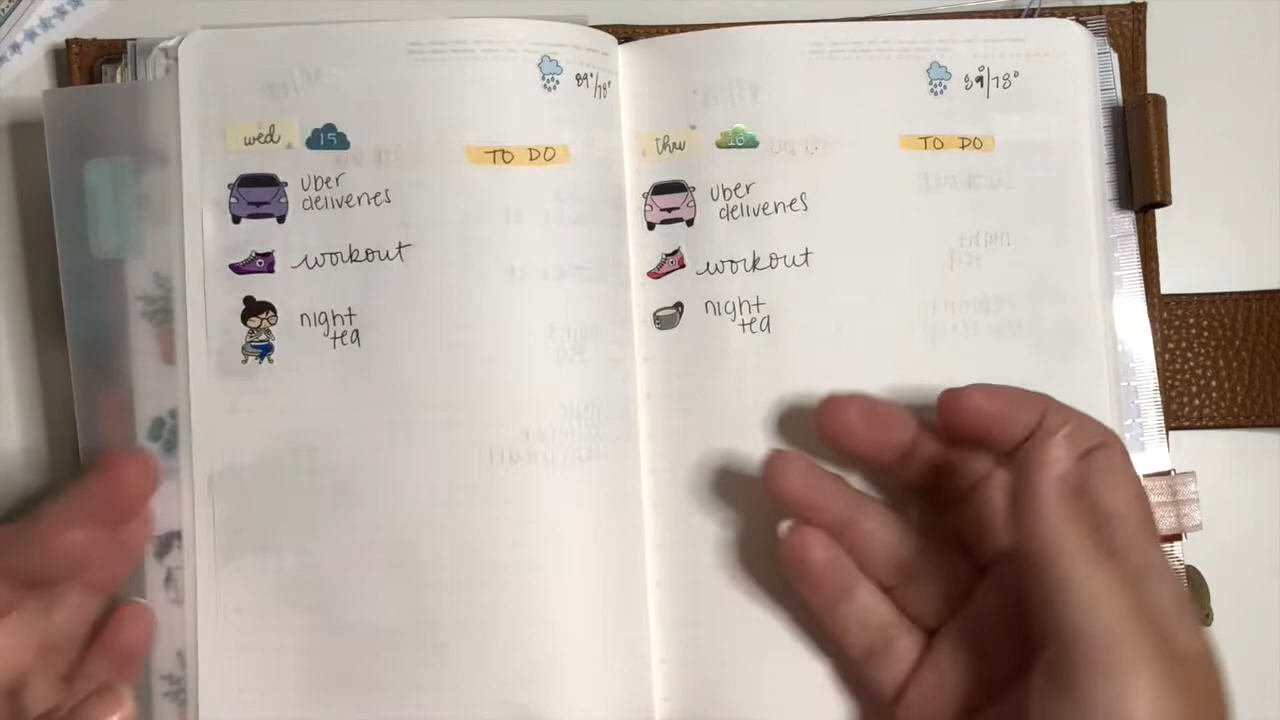 89°/78°
wed 15
TO DO
uber
deliveries
workout
night
tea
89°/78°
thu 16
TO DO
uber
deliveries
workout
night
tea